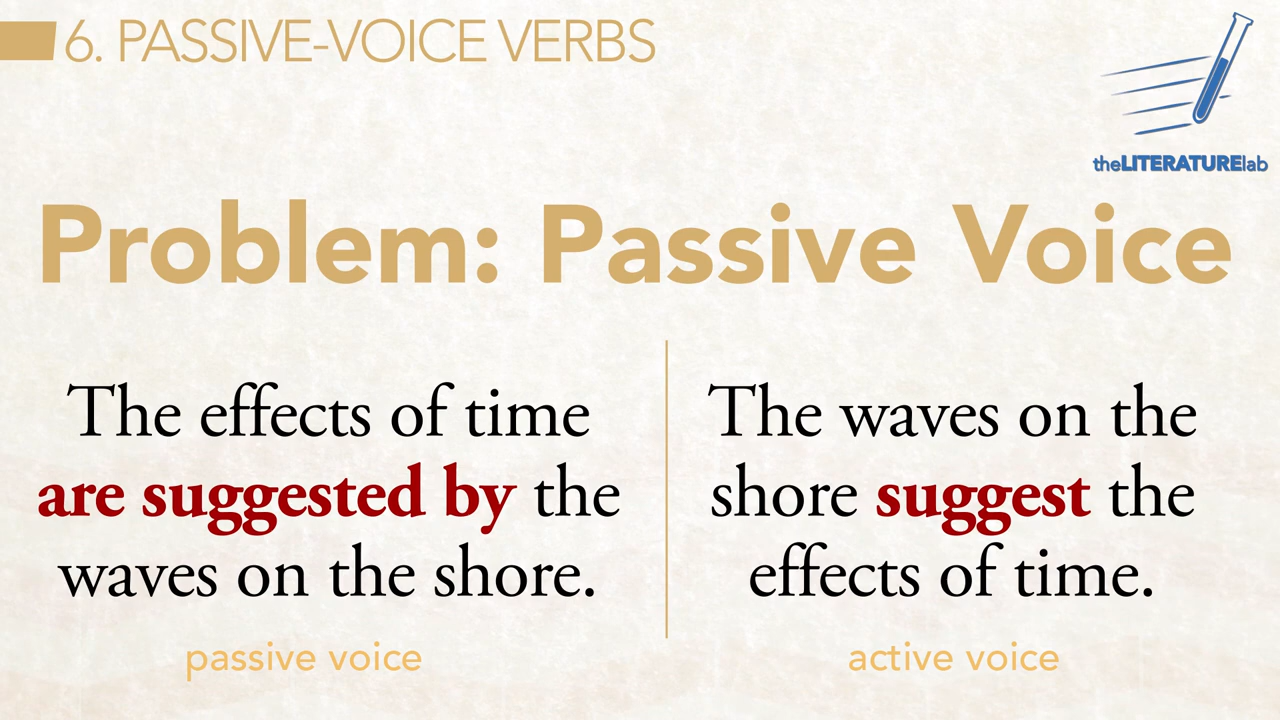 6. PASSIVE-VOICE VERBS
theLITERATURElab
Problem: Passive Voice
The effects of time
are suggested by the
waves on the shore.
passive voice
The waves on the
shore suggest the
effects of time.
active voice